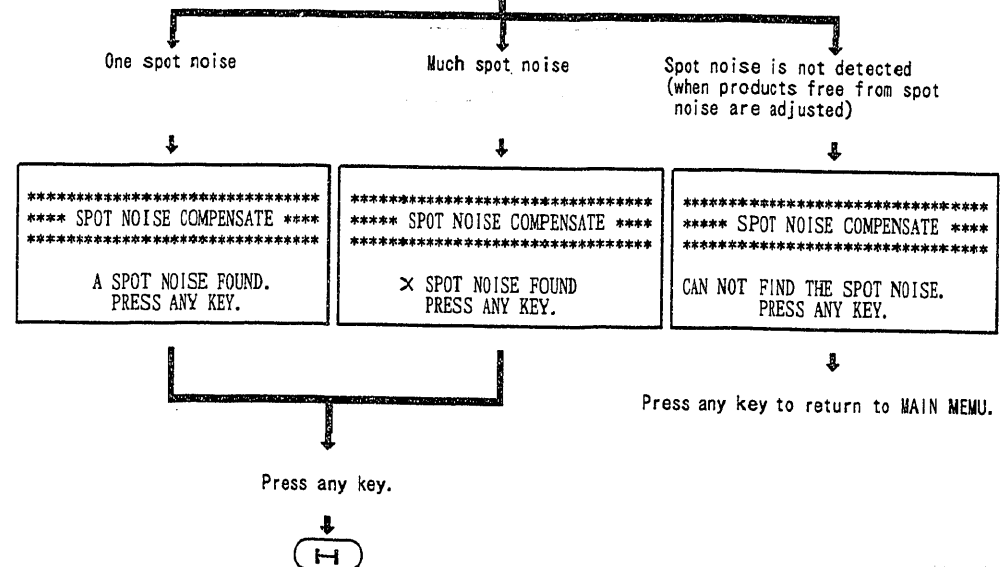 One spot noise
Much spot noise
Spot noise is not detected
(when products free from spot
noise are adjusted)
*******************************
**** SPOT NOISE COMPENSATE ****
*******************************
A SPOT NOISE FOUND.
PRESS ANY KEY.
********************************
***** SPOT NOISE COMPENSATE ****
********************************
X SPOT NOISE FOUND
PRESS ANY KEY.
********************************
***** SPOT NOISE COMPENSATE ****
********************************
CAN NOT FIND THE SPOT NOISE.
PRESS ANY KEY.
Press any key to return to MAIN MEMU.
Press any key.
H